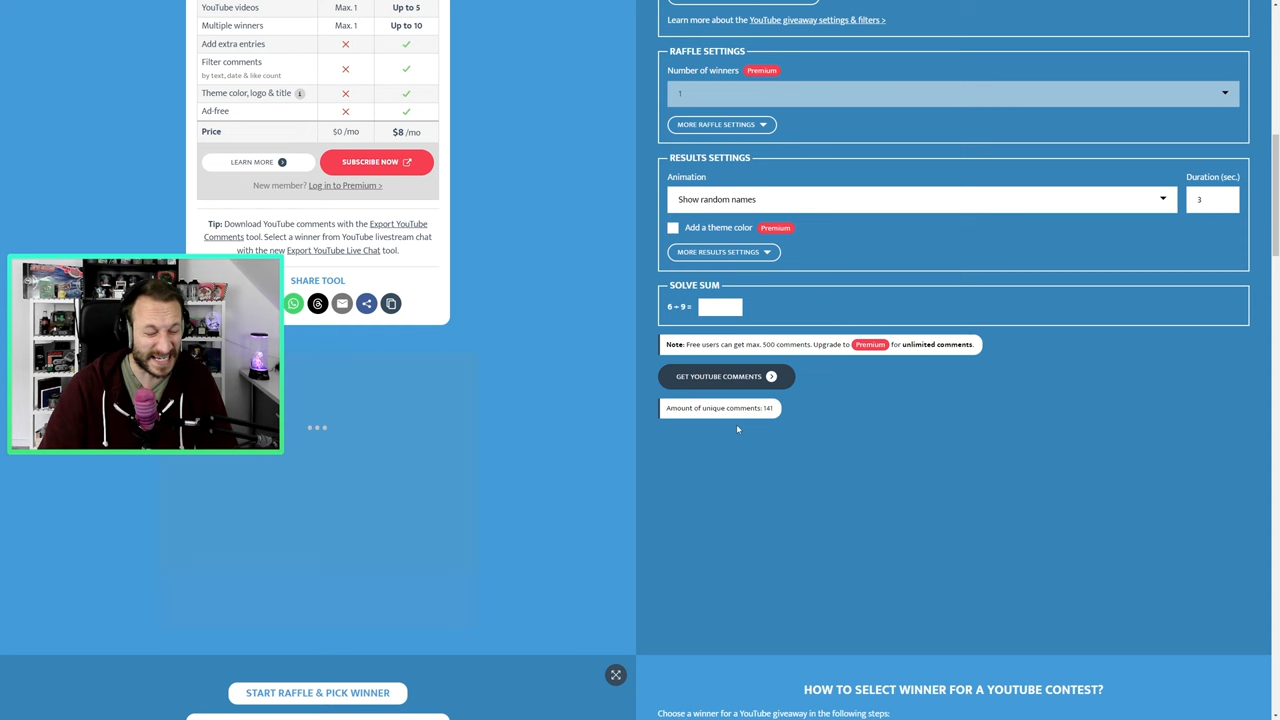 YouTube videos Max. 1 Up to 5
Multiple winners Max. 1 Up to 10
Add extra entries
Filter comments
by text, date & like count
Theme color, logo & title
Ad-free
Price $0 /mo $8 /mo
LEARN MORE SUBSCRIBE NOW
New member? Log in to Premium >
Tip: Download YouTube comments with the Export YouTube
Comments tool. Select a winner from YouTube livestream chat
with the new Export YouTube Live Chat tool.
SHARE TOOL
START RAFFLE & PICK WINNER
Learn more about the YouTube giveaway settings & filters >
RAFFLE SETTINGS
Number of winners Premium
1
MORE RAFFLE SETTINGS
RESULTS SETTINGS
Animation Duration (sec.)
Show random names 3
Add a theme color Premium
MORE RESULTS SETTINGS
SOLVE SUM
Note: Free users can get max. 500 comments. Upgrade to Premium for unlimited comments.
GET YOUTUBE COMMENTS
Amount of unique comments: 141
HOW TO SELECT WINNER FOR A YOUTUBE CONTEST?
Choose a winner for a YouTube giveaway in the following steps: